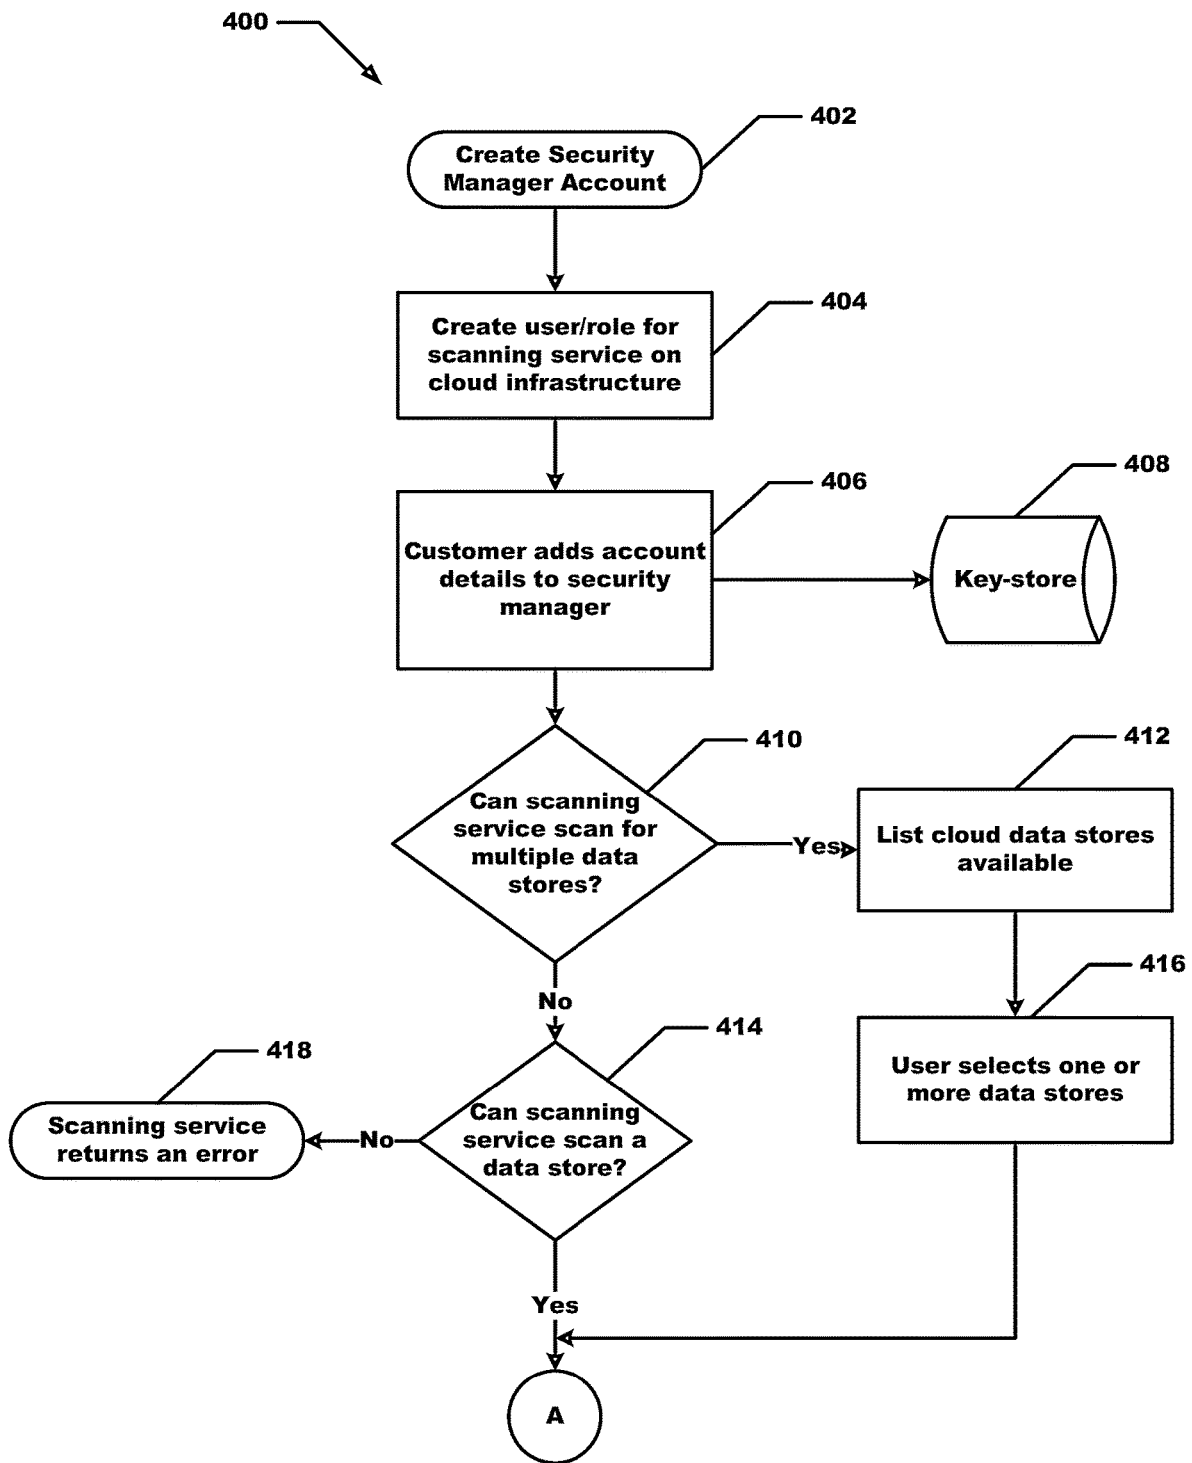 400
402
Create Security
Manager Account
404
Create user/role for
scanning service on
cloud infrastructure
406
408
Customer adds account
details to security
manager
Key-store
410
412
Can scanning
service scan for
multiple data
stores?
Yes
List cloud data stores
available
416
No
414
User selects one or
more data stores
418
Can scanning
service scan a
data store?
No
Scanning service
returns an error
Yes
A